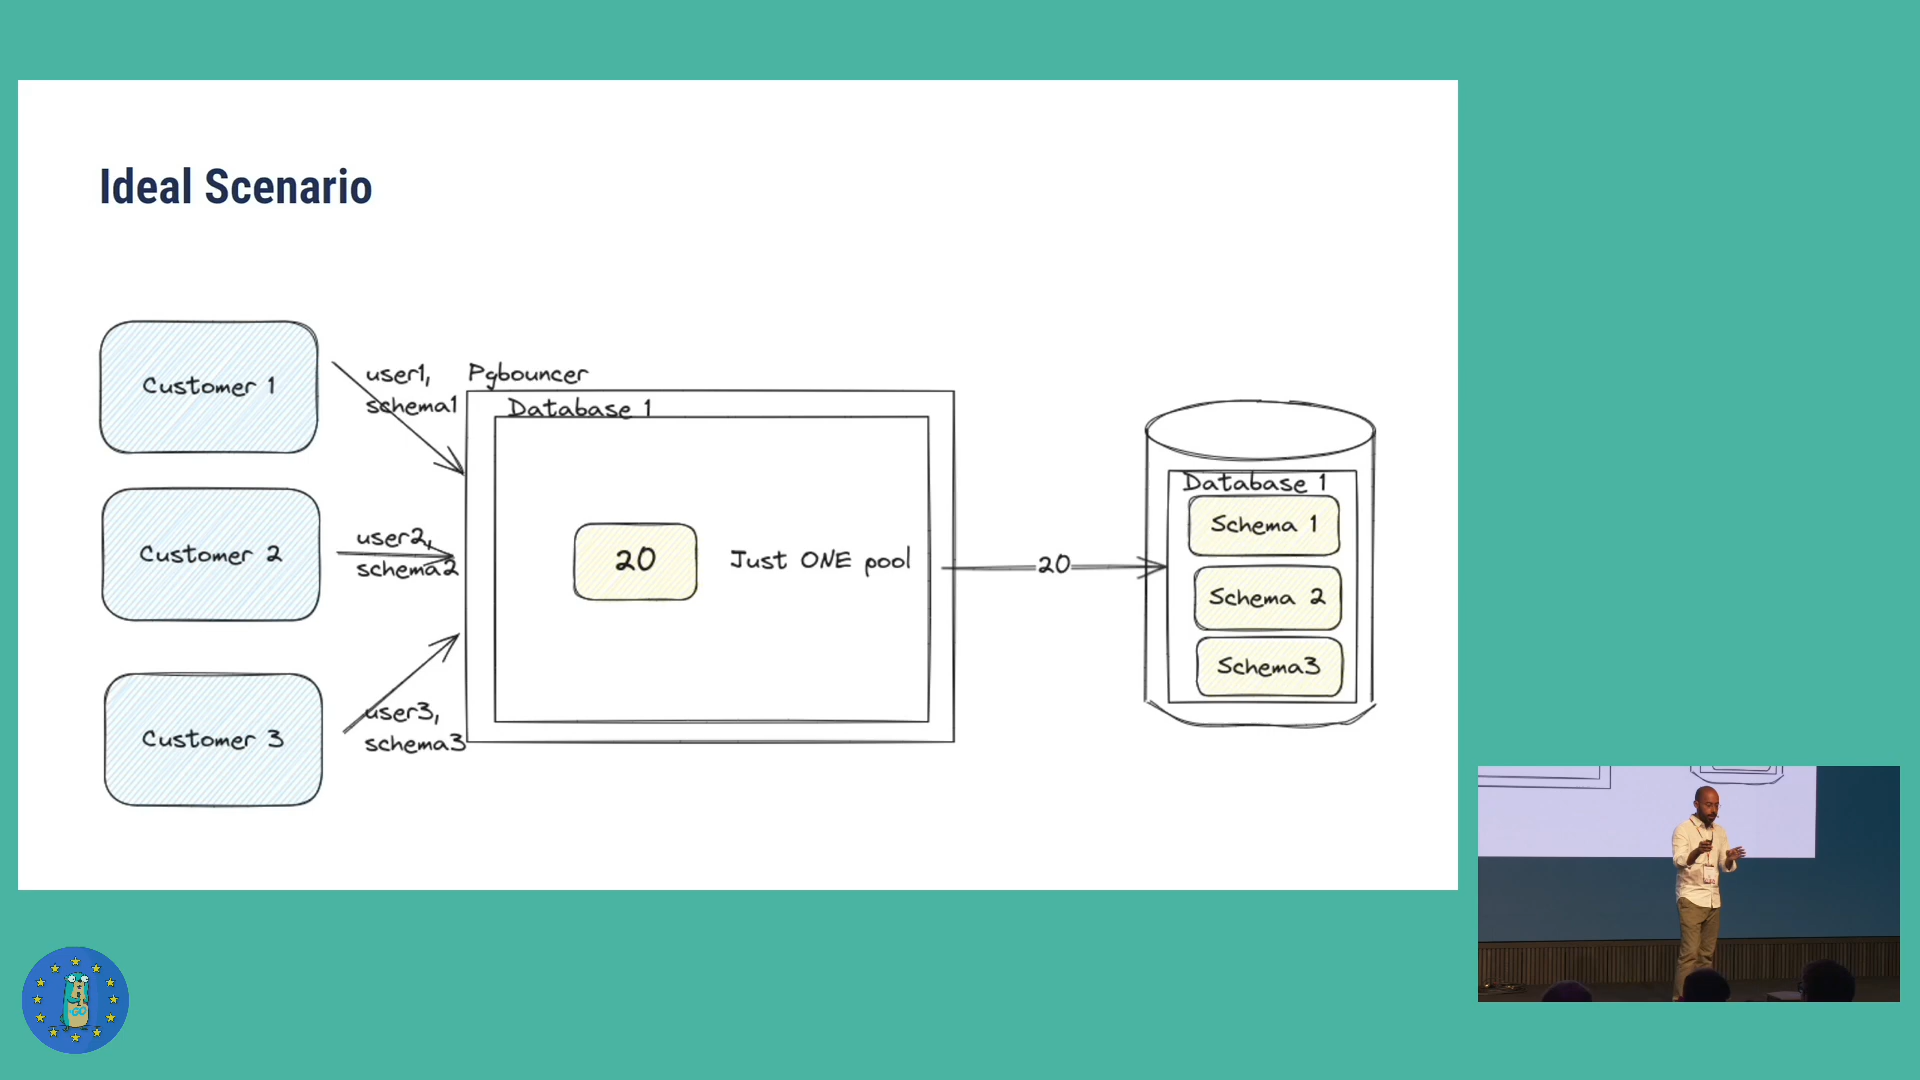 Ideal Scenario
Customer 1
user1,
schema1
Pgbouncer
Database 1
Customer 2
user2,
schema2
20
Just ONE pool
20
Database 1
Schema 1
Schema 2
Schema3
Customer 3
user3,
schema3
GO